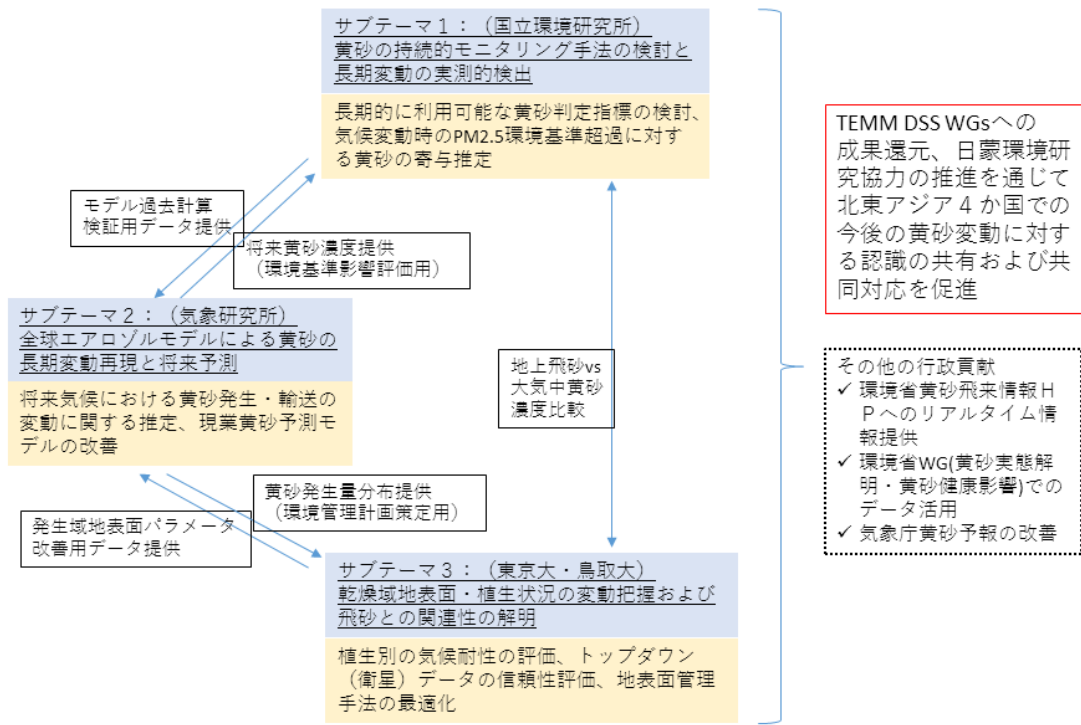 サブテーマ１：（国立環境研究所）
黄砂の持続的モニタリング手法の検討と
長期変動の実測的検出
長期的に利用可能な黄砂判定指標の検討、
気候変動時のPM2.5環境基準超過に対す
る黄砂の寄与推定
モデル過去計算
検証用データ提供
将来黄砂濃度提供
（環境基準影響評価用）
サブテーマ２：（気象研究所）
全球エアロゾルモデルによる黄砂の
長期変動再現と将来予測
将来気候における黄砂発生・輸送の
変動に関する推定、現業黄砂予測モ
デルの改善
地上飛砂vs
大気中黄砂
濃度比較
黄砂発生量分布提供
（環境管理計画策定用）
発生域地表面パラメータ
改善用データ提供
サブテーマ３：（東京大・鳥取大）
乾燥域地表面・植生状況の変動把握および
飛砂との関連性の解明
植生別の気候耐性の評価、トップダウン
（衛星）データの信頼性評価、地表面管理
手法の最適化
TEMM DSS WGsへの
成果還元、日蒙環境研
究協力の推進を通じて
北東アジア４か国での
今後の黄砂変動に対す
る認識の共有および共
同対応を促進
その他の行政貢献
✓ 環境省黄砂飛来情報Ｈ
Ｐへのリアルタイム情
報提供
✓ 環境省WG(黄砂実態解
明・黄砂健康影響)での
データ活用
✓ 気象庁黄砂予報の改善